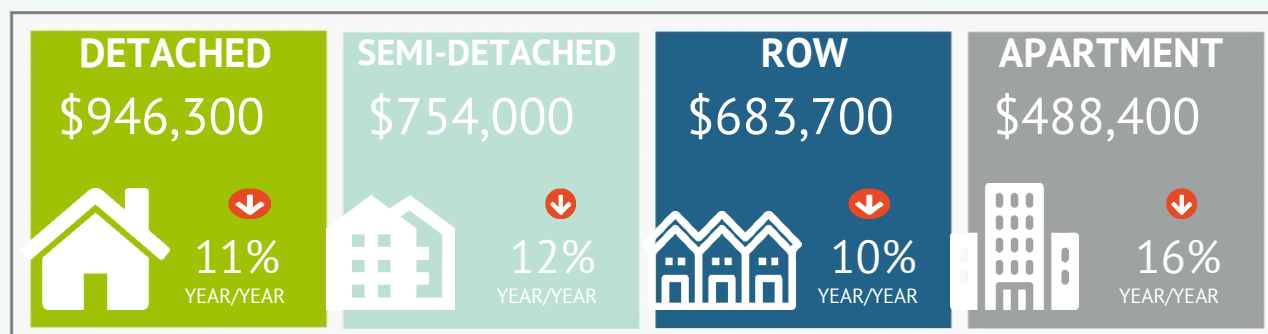 DETACHED
$946,300
11%
YEAR/YEAR
SEMI-DETACHED
$754,000
12%
YEAR/YEAR
ROW
$683,700
10%
YEAR/YEAR
APARTMENT
$488,400
16%
YEAR/YEAR